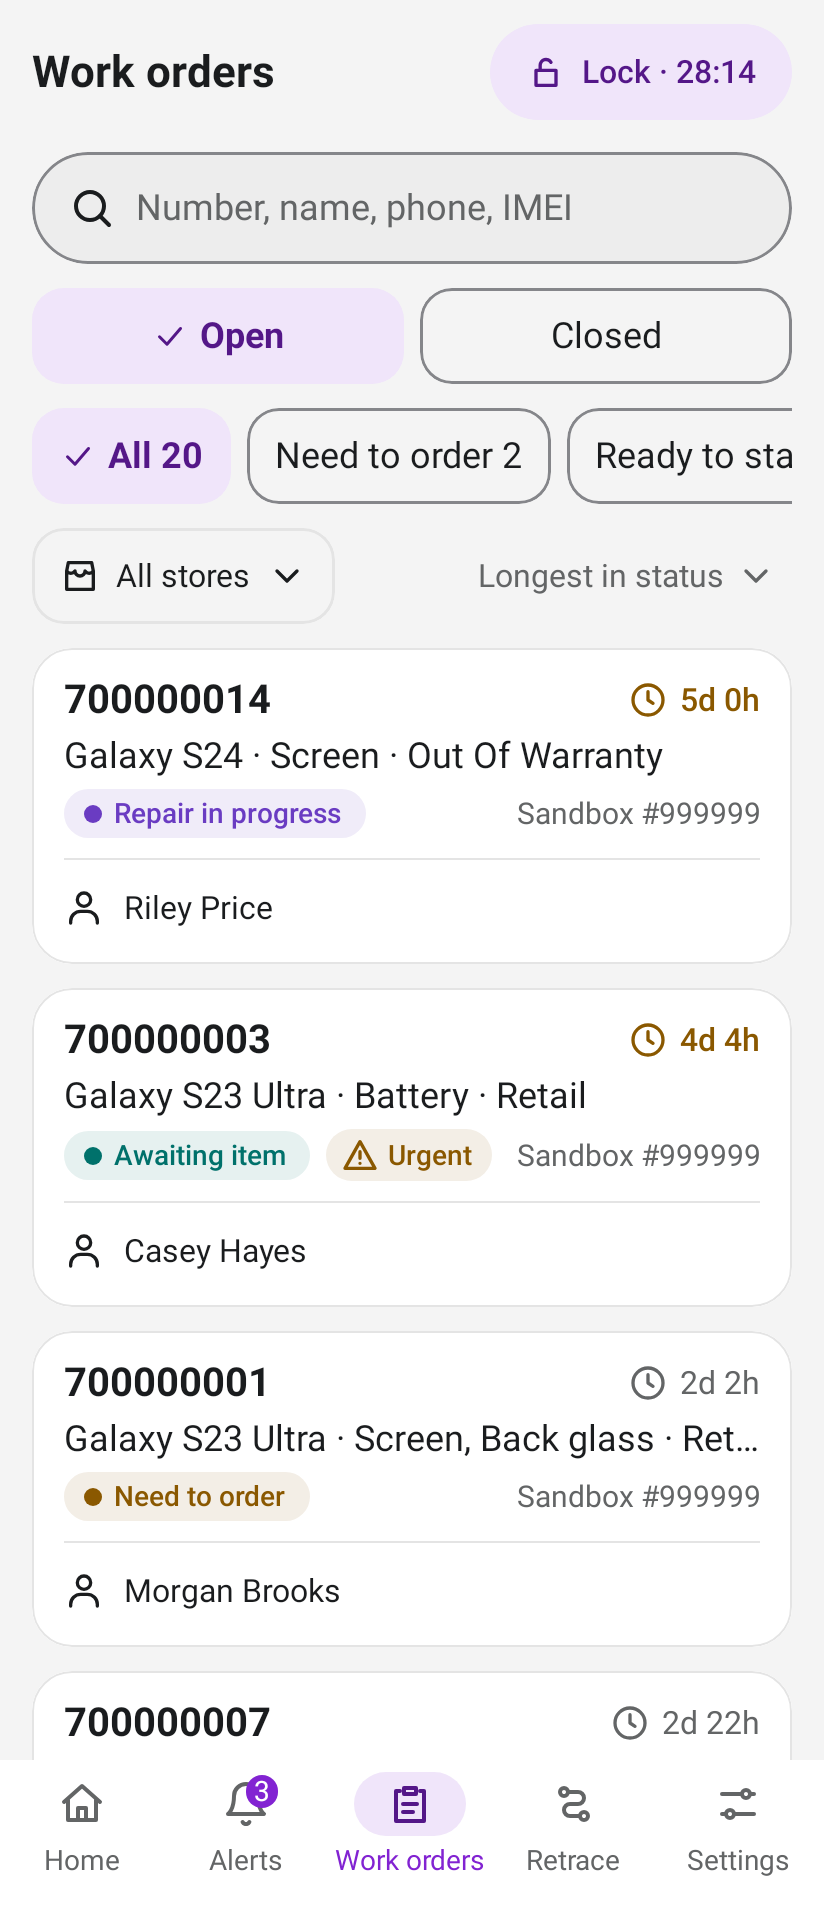 Work orders
Lock · 28:14
Number, name, phone, IMEI
Open
Closed
All 20
Need to order 2
Ready to sta
All stores
Longest in status
700000014
5d 0h
Galaxy S24 · Screen · Out Of Warranty
Repair in progress
Sandbox #999999
Riley Price
700000003
4d 4h
Galaxy S23 Ultra · Battery · Retail
Awaiting item
Urgent
Sandbox #999999
Casey Hayes
700000001
2d 2h
Galaxy S23 Ultra · Screen, Back glass · Ret...
Need to order
Sandbox #999999
Morgan Brooks
700000007
2d 22h
3
Home
Alerts
Work orders
Retrace
Settings